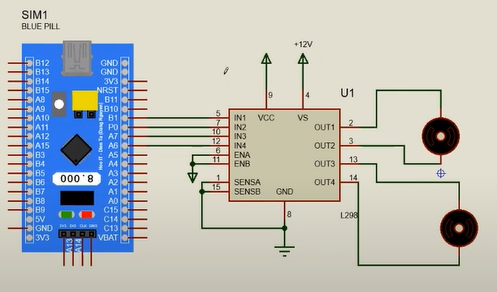 SIM1
BLUE PILL
B12 GND
B13 GND
B14 3V3
B15 NRST
A8 B11
A9 B10
A10 B1
A11 B0
A12 A7
A15 A6
B3 A5
B4 A4
B5 A3
B6 A2
B7 A1
B8 A0
B9 C15
5V C14
GND C13
3V3 VBAT
8.000
A13
A14
+12V
U1
9 4
VCC VS
5 IN1
7 IN2
10 IN3
12 IN4
6 ENA
11 ENB
1 SENSA
15 SENSB
GND
8
OUT1 2
OUT2 3
OUT3 13
OUT4 14
L298